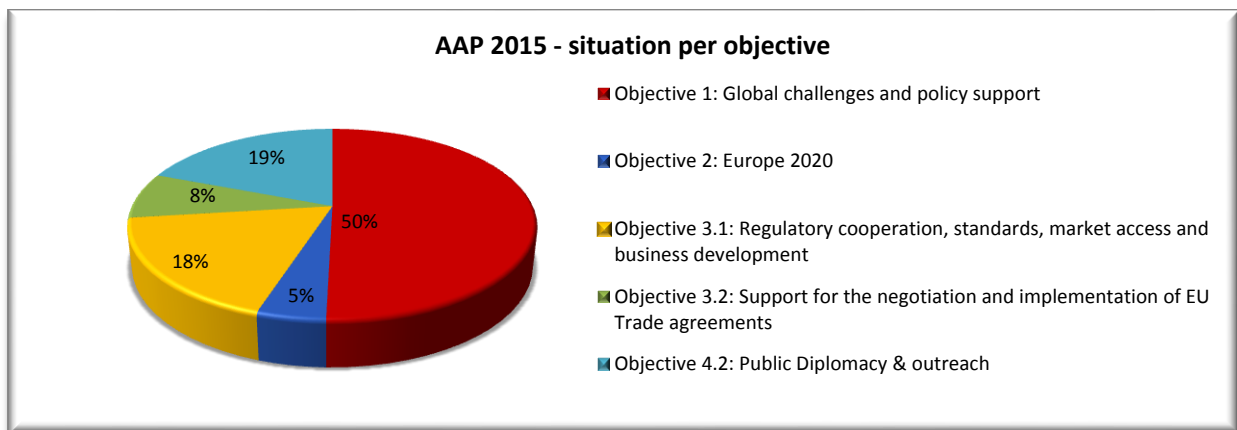 AAP 2015 - situation per objective
Objective 1: Global challenges and policy support
Objective 2: Europe 2020
Objective 3.1: Regulatory cooperation, standards, market access and
business development
Objective 3.2: Support for the negotiation and implementation of EU
Trade agreements
Objective 4.2: Public Diplomacy & outreach
19%
8%
50%
18%
5%